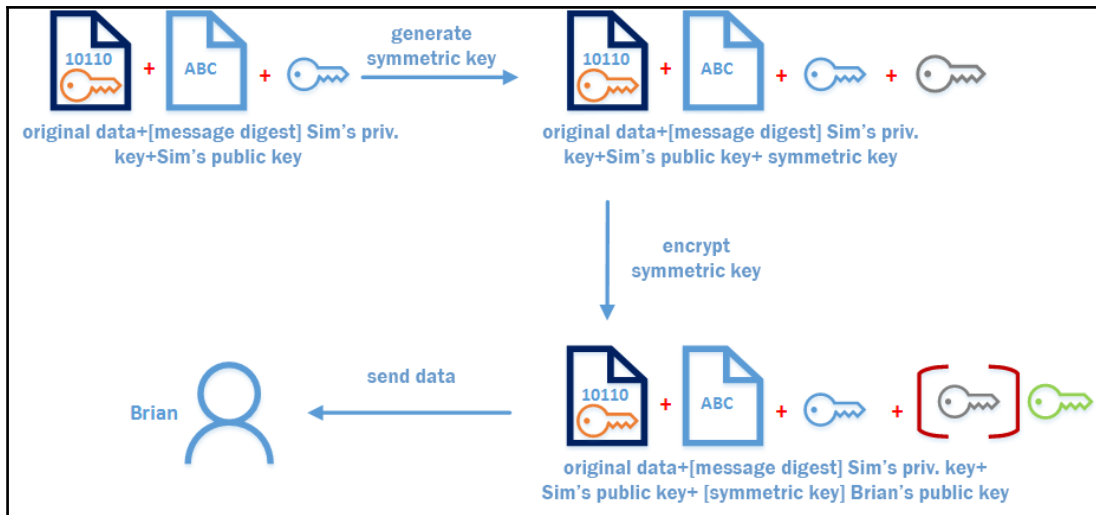 10110
+
ABC
+
generate
symmetric key
10110
+
ABC
+
+
original data+[message digest] Sim's priv.
key+Sim's public key
original data+[message digest] Sim's priv.
key+Sim's public key+ symmetric key
encrypt
symmetric key
Brian
send data
10110
+
ABC
+
+
original data+[message digest] Sim's priv. key+
Sim's public key+ [symmetric key] Brian's public key